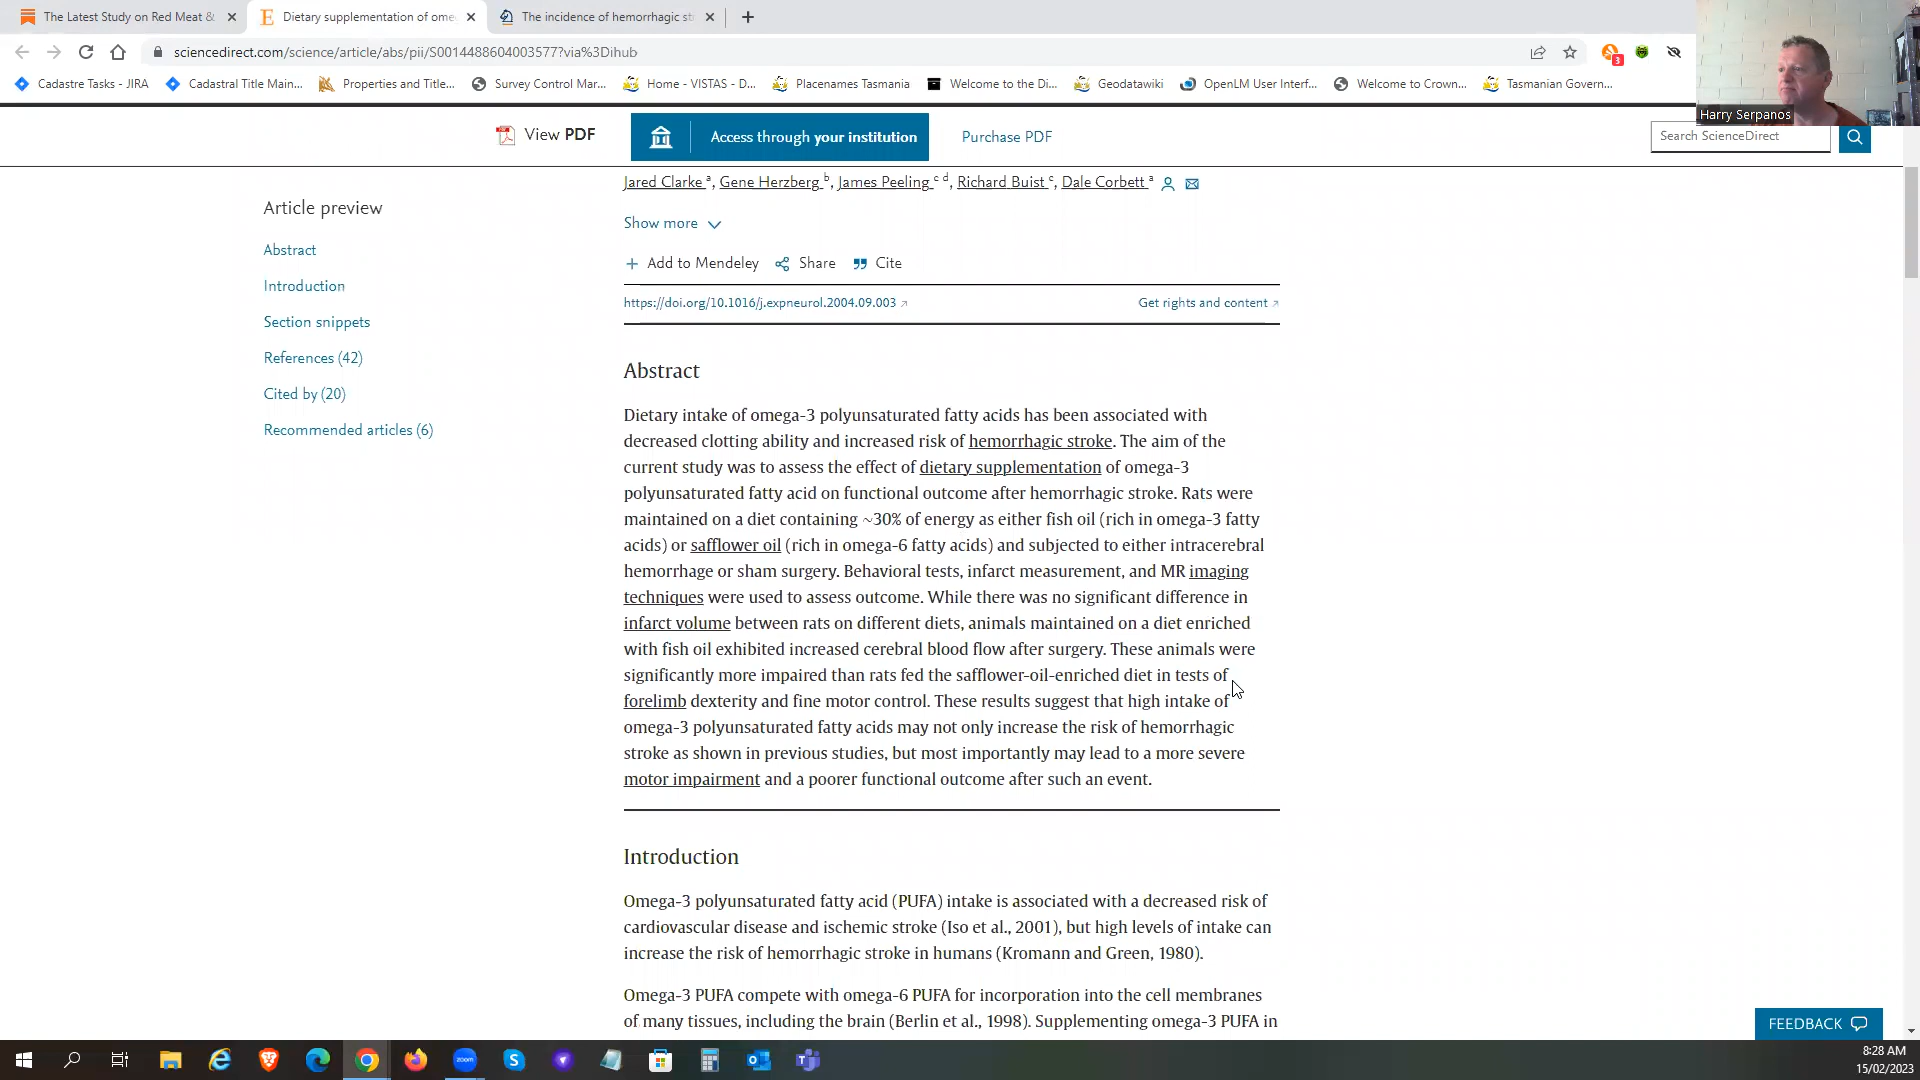 The Latest Study on Red Meat &
Dietary supplementation of ome
The incidence of hemorrhagic st
sciencedirect.com/science/article/abs/pii/S0014488604003577?via%3Dihub
3
Cadastre Tasks - JIRA
Cadastral Title Main...
Properties and Title...
Survey Control Mar...
Home - VISTAS - D...
Placenames Tasmania
Welcome to the Di...
Geodatawiki
OpenLM User Interf...
Welcome to Crown...
Tasmanian Govern...
Harry Serpanos
View PDF
Access through your institution
Purchase PDF
Search ScienceDirect
Jared Clarke a, Gene Herzberg b, James Peeling c d, Richard Buist c, Dale Corbett a
Article preview
Abstract
Introduction
Section snippets
References (42)
Cited by (20)
Recommended articles (6)
Show more
Add to Mendeley
Share
Cite
https://doi.org/10.1016/j.expneurol.2004.09.003
Get rights and content
Abstract
Dietary intake of omega-3 polyunsaturated fatty acids has been associated with
decreased clotting ability and increased risk of hemorrhagic stroke. The aim of the
current study was to assess the effect of dietary supplementation of omega-3
polyunsaturated fatty acid on functional outcome after hemorrhagic stroke. Rats were
maintained on a diet containing ~30% of energy as either fish oil (rich in omega-3 fatty
acids) or safflower oil (rich in omega-6 fatty acids) and subjected to either intracerebral
hemorrhage or sham surgery. Behavioral tests, infarct measurement, and MR imaging
techniques were used to assess outcome. While there was no significant difference in
infarct volume between rats on different diets, animals maintained on a diet enriched
with fish oil exhibited increased cerebral blood flow after surgery. These animals were
significantly more impaired than rats fed the safflower-oil-enriched diet in tests of
forelimb dexterity and fine motor control. These results suggest that high intake of
omega-3 polyunsaturated fatty acids may not only increase the risk of hemorrhagic
stroke as shown in previous studies, but most importantly may lead to a more severe
motor impairment and a poorer functional outcome after such an event.
Introduction
Omega-3 polyunsaturated fatty acid (PUFA) intake is associated with a decreased risk of
cardiovascular disease and ischemic stroke (Iso et al., 2001), but high levels of intake can
increase the risk of hemorrhagic stroke in humans (Kromann and Green, 1980).
Omega-3 PUFA compete with omega-6 PUFA for incorporation into the cell membranes
of many tissues, including the brain (Berlin et al., 1998). Supplementing omega-3 PUFA in
FEEDBACK
zoom
8:28 AM
15/02/2023